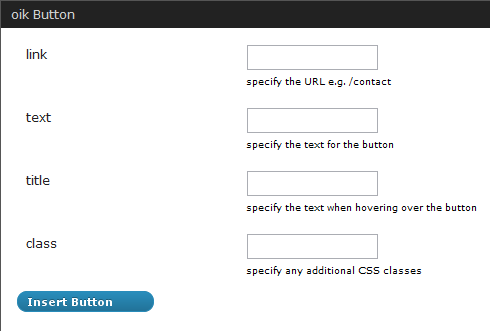 oik Button
link
specify the URL e.g. /contact
text
specify the text for the button
title
specify the text when hovering over the button
class
specify any additional CSS classes
Insert Button